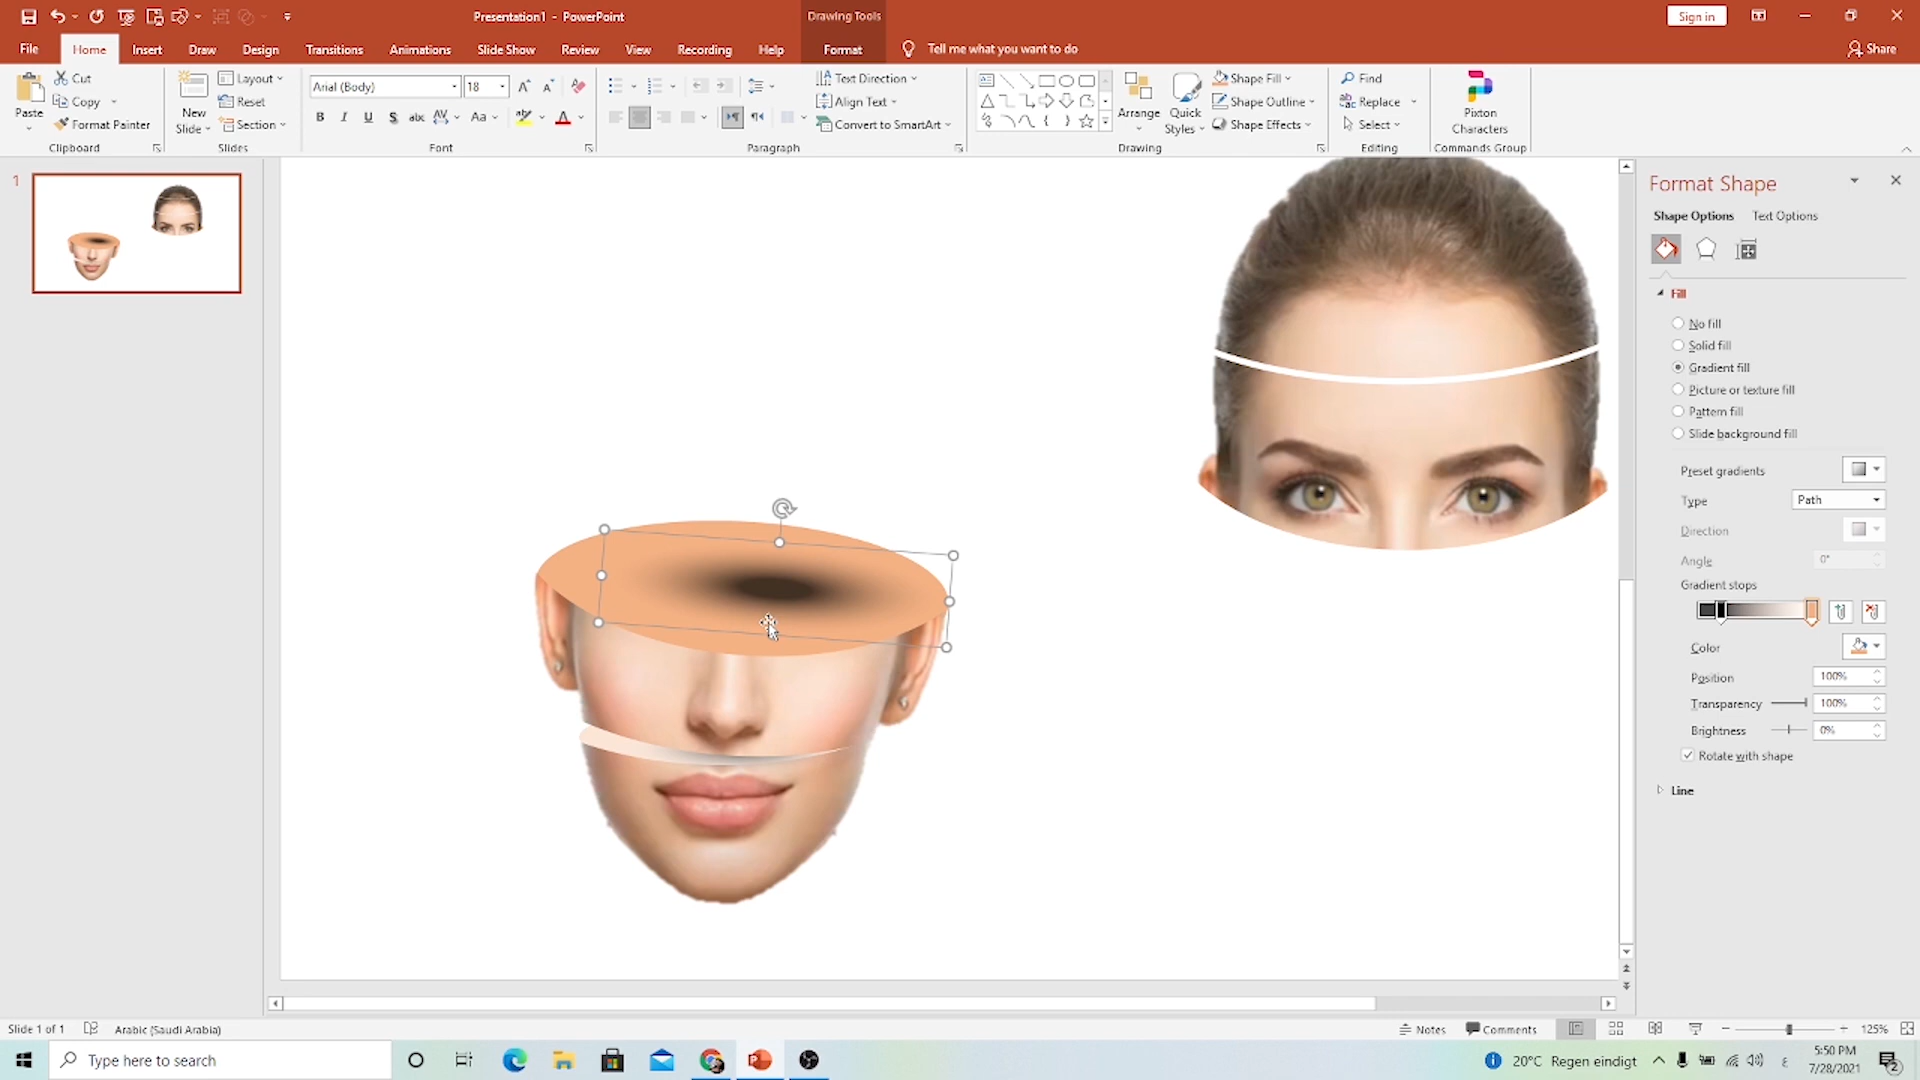 Presentation1 - PowerPoint
Drawing Tools
Sign in
File
Home
Insert
Draw
Design
Transitions
Animations
Slide Show
Review
View
Recording
Help
Format
Tell me what you want to do
Share
Paste
Cut
Copy
Format Painter
Clipboard
New
Slide
Layout
Reset
Section
Slides
Arial (Body)
18
B I U S abc AV Aa A
Font
Text Direction
Align Text
Convert to SmartArt
Paragraph
Arrange
Quick
Styles
Shape Fill
Shape Outline
Shape Effects
Drawing
Find
Replace
Select
Editing
Pixton
Characters
Commands Group
1
Format Shape
Shape Options
Text Options
Fill
No fill
Solid fill
Gradient fill
Picture or texture fill
Pattern fill
Slide background fill
Preset gradients
Type
Path
Direction
Angle
0°
Gradient stops
Color
Position
100%
Transparency
100%
Brightness
0%
Rotate with shape
Line
Slide 1 of 1
Arabic (Saudi Arabia)
Notes
Comments
125%
Type here to search
20°C Regen eindigt
ع
5:50 PM
7/28/2021
2